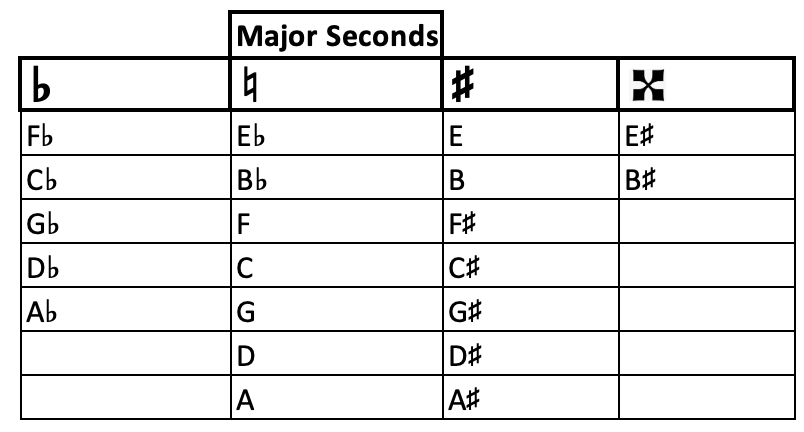 Major Seconds
♭ ♮ ♯ 𝄪
F♭ E♭ E E♯
C♭ B♭ B B♯
G♭ F F♯
D♭ C C♯
A♭ G G♯
D D♯
A A♯